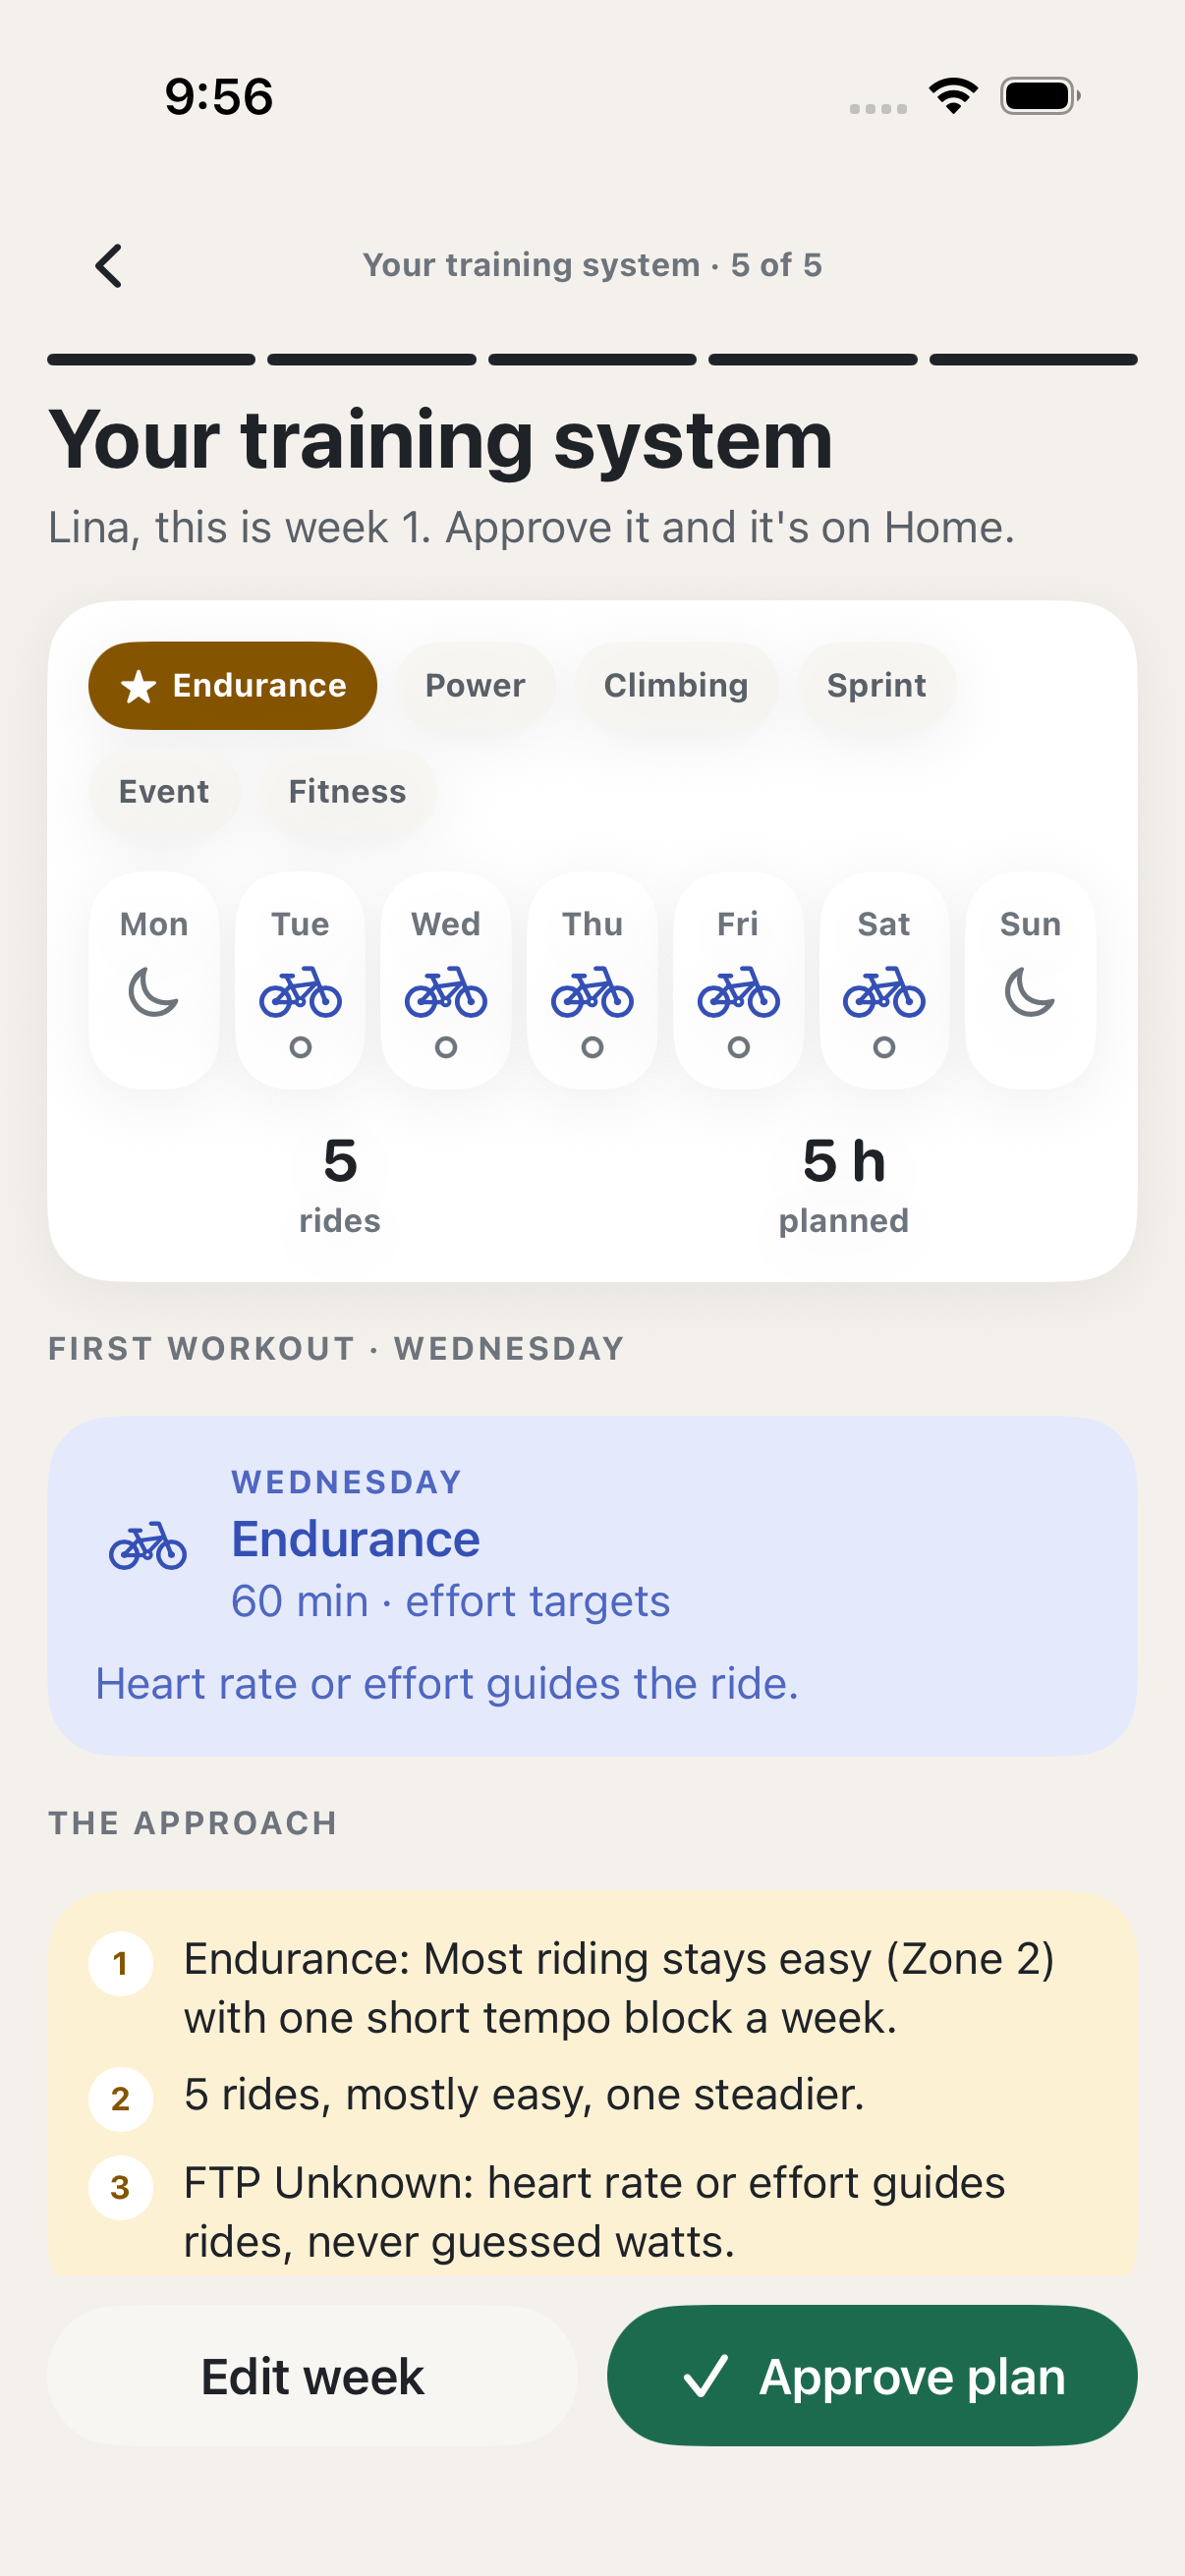 9:56
Your training system · 5 of 5
Your training system
Lina, this is week 1. Approve it and it's on Home.
Endurance Power Climbing Sprint
Event Fitness
Mon Tue Wed Thu Fri Sat Sun
5 5 h
rides planned
FIRST WORKOUT · WEDNESDAY
WEDNESDAY
Endurance
60 min · effort targets
Heart rate or effort guides the ride.
THE APPROACH
1 Endurance: Most riding stays easy (Zone 2)
with one short tempo block a week.
2 5 rides, mostly easy, one steadier.
3 FTP Unknown: heart rate or effort guides
rides, never guessed watts.
Edit week Approve plan